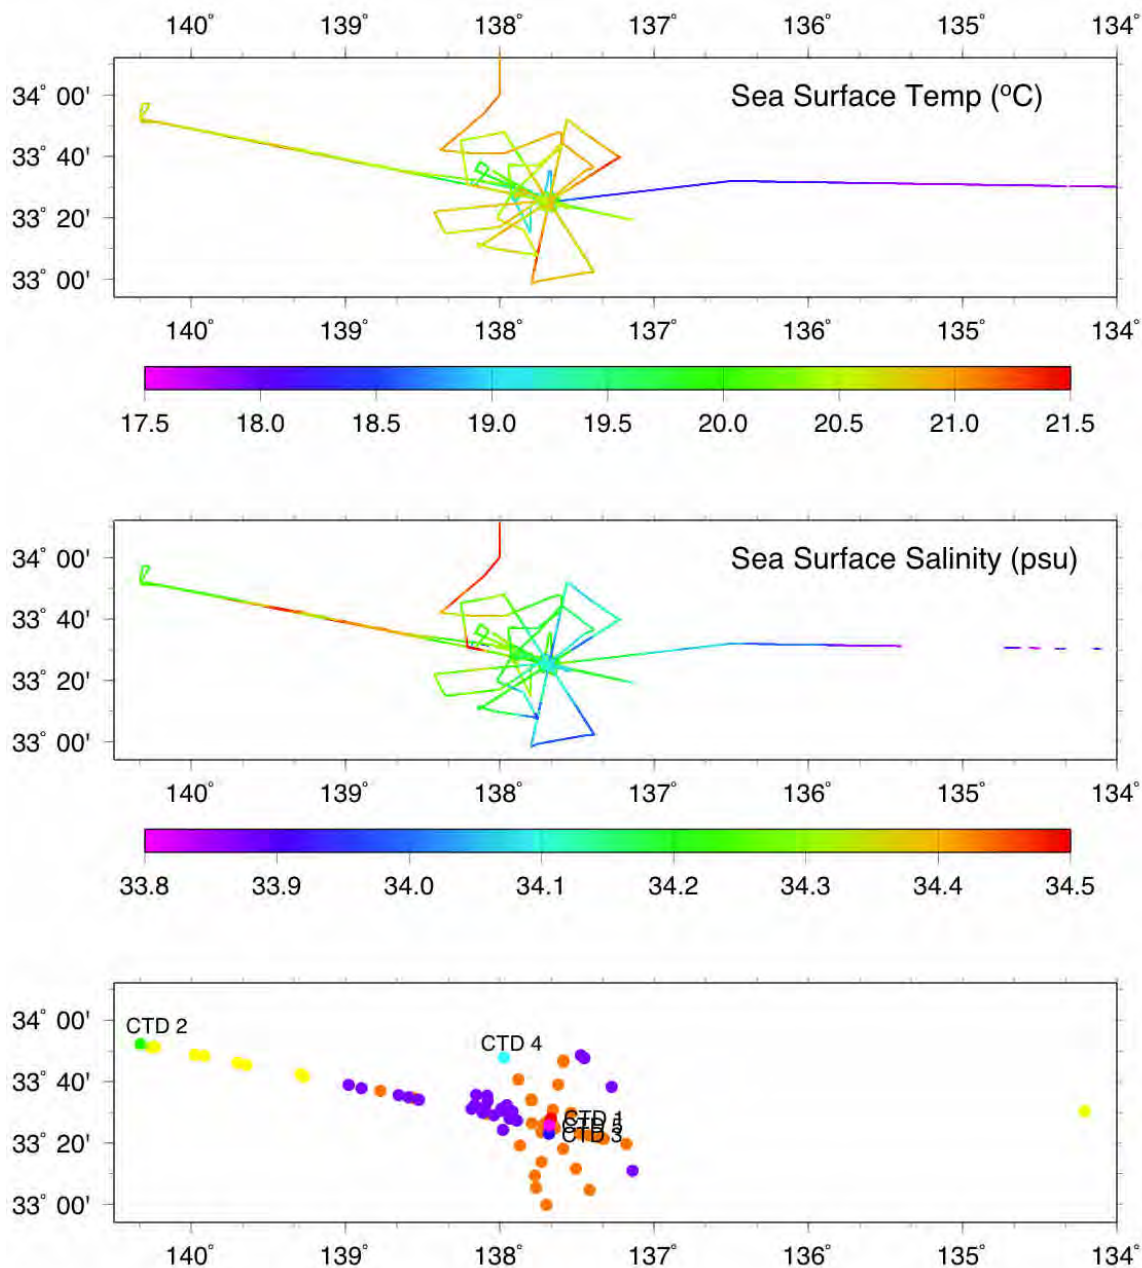 140° 139° 138° 137° 136° 135° 134°
Sea Surface Temp (°C)
34° 00'
33° 40'
33° 20'
33° 00'
140° 139° 138° 137° 136° 135° 134°
17.5 18.0 18.5 19.0 19.5 20.0 20.5 21.0 21.5
Sea Surface Salinity (psu)
34° 00'
33° 40'
33° 20'
33° 00'
140° 139° 138° 137° 136° 135° 134°
33.8 33.9 34.0 34.1 34.2 34.3 34.4 34.5
34° 00'
CTD 2
CTD 4
33° 40'
CTD 1
CTD 5
CTD 3
33° 20'
33° 00'
140° 139° 138° 137° 136° 135° 134°